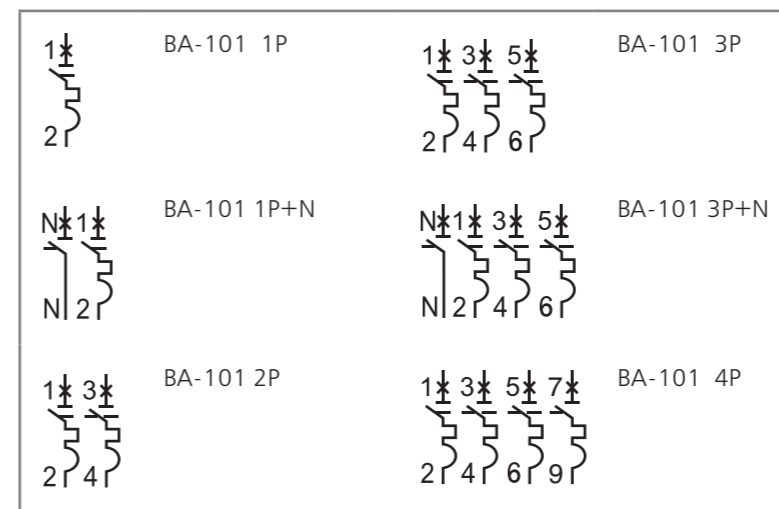 1 BA-101 1P
2
1 3 5 BA-101 3P
2 4 6
N 1 BA-101 1P+N
N 2
N 1 3 5 BA-101 3P+N
N 2 4 6
1 3 BA-101 2P
2 4
1 3 5 7 BA-101 4P
2 4 6 9